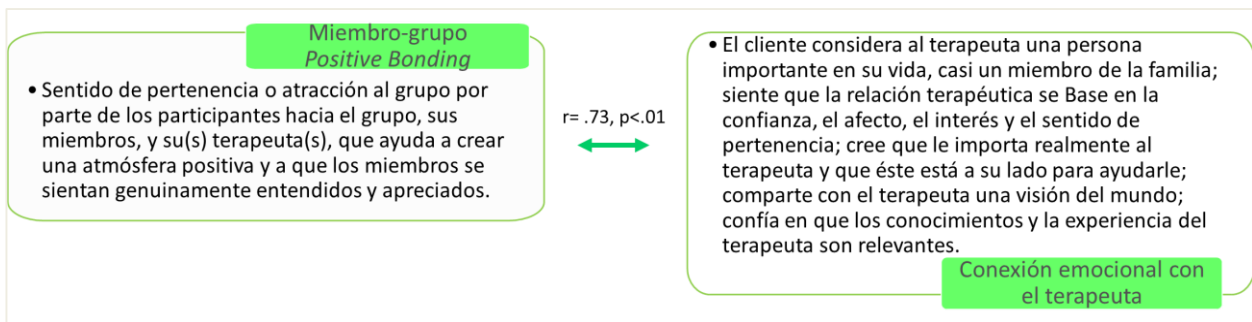 Miembro-grupo
Positive Bonding
• Sentido de pertenencia o atracción al grupo por
parte de los participantes hacia el grupo, sus
miembros, y su(s) terapeuta(s), que ayuda a crear
una atmósfera positiva y a que los miembros se
sientan genuinamente entendidos y apreciados.
r= .73, p<.01
• El cliente considera al terapeuta una persona
importante en su vida, casi un miembro de la familia;
siente que la relación terapéutica se Base en la
confianza, el afecto, el interés y el sentido de
pertenencia; cree que le importa realmente al
terapeuta y que éste está a su lado para ayudarle;
comparte con el terapeuta una visión del mundo;
confía en que los conocimientos y la experiencia del
terapeuta son relevantes.
Conexión emocional con
el terapeuta